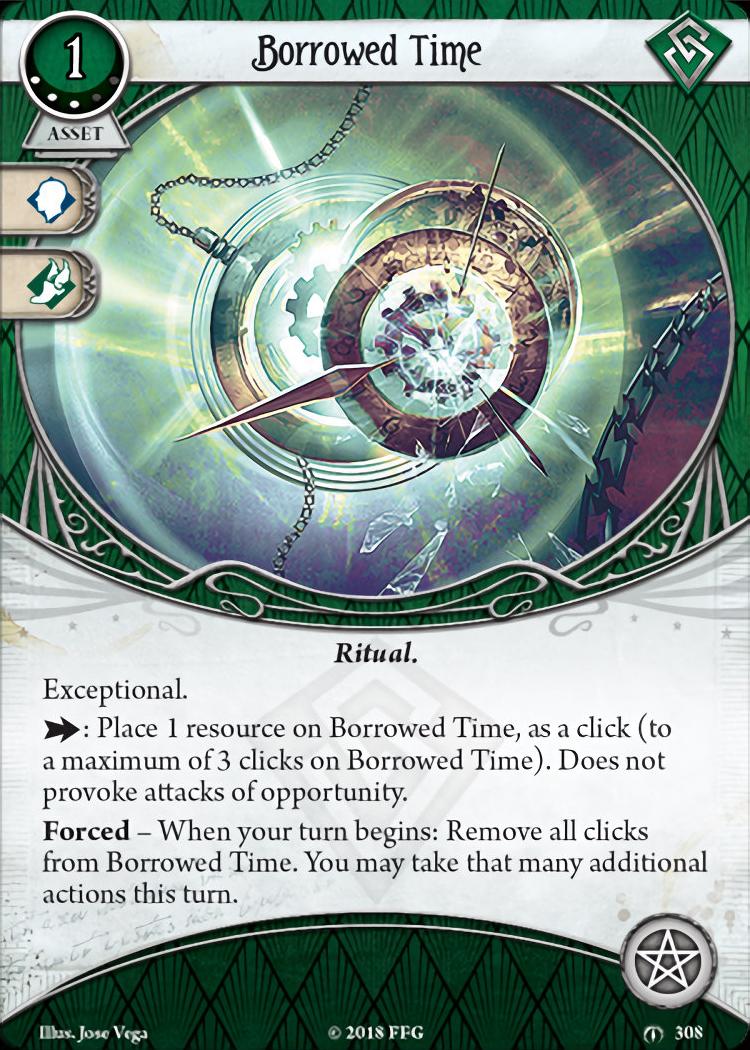 1
Borrowed Time
ASSET
Ritual.
Exceptional.
: Place 1 resource on Borrowed Time, as a click (to
a maximum of 3 clicks on Borrowed Time). Does not
provoke attacks of opportunity.
Forced – When your turn begins: Remove all clicks
from Borrowed Time. You may take that many additional
actions this turn.
Illus. Jose Vega
© 2018 FFG
308